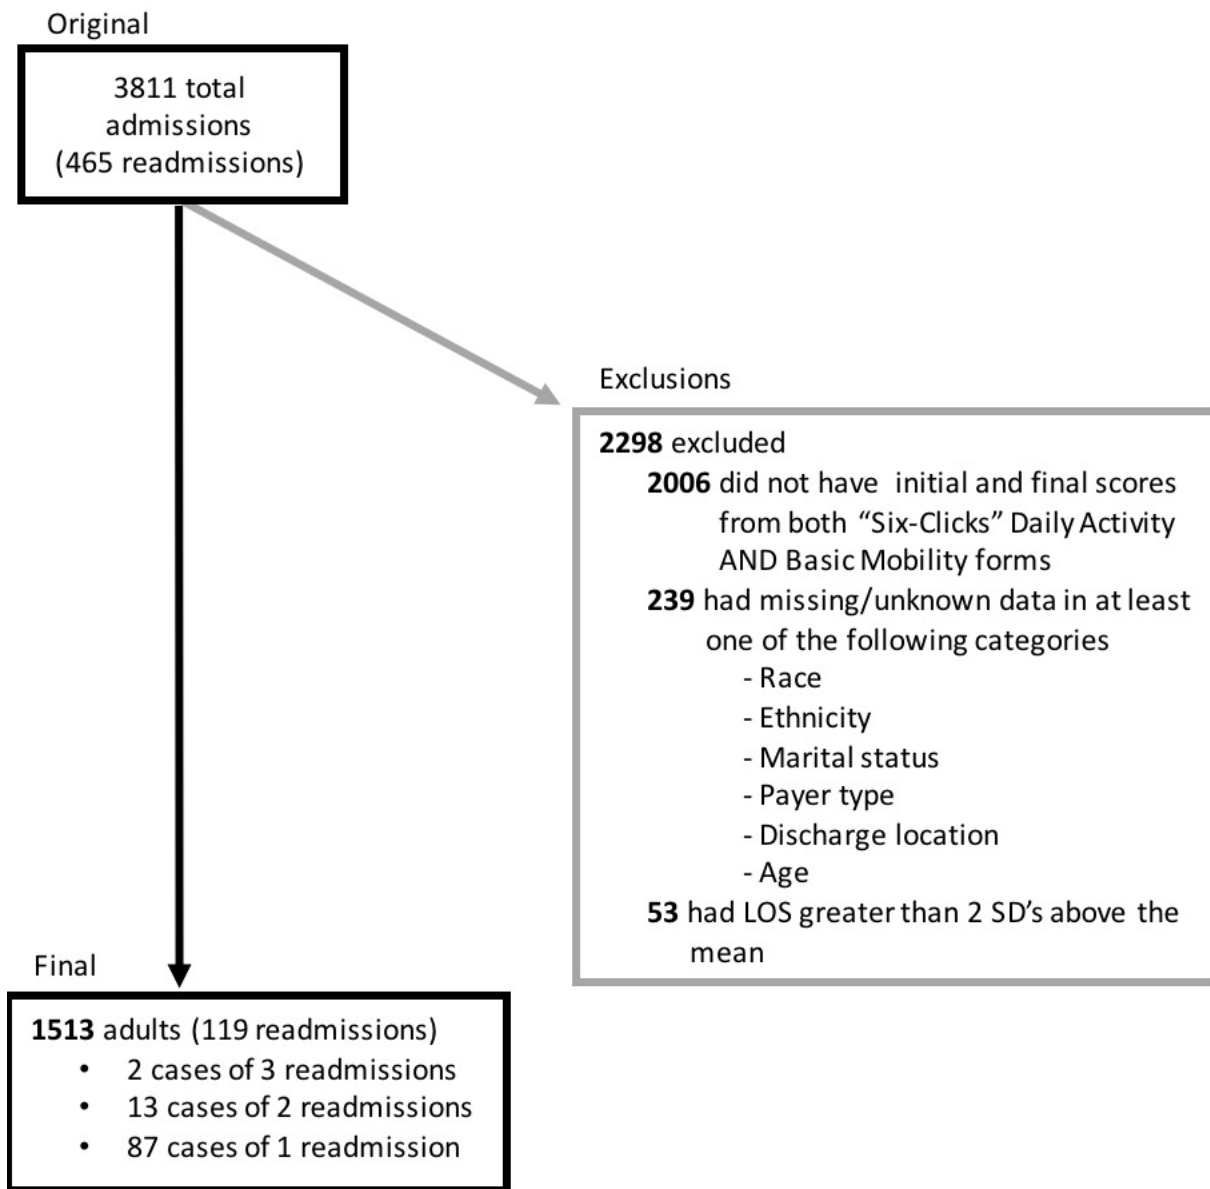 Original
3811 total
admissions
(465 readmissions)
Exclusions
2298 excluded
2006 did not have initial and final scores
from both “Six-Clicks” Daily Activity
AND Basic Mobility forms
239 had missing/unknown data in at least
one of the following categories
- Race
- Ethnicity
- Marital status
- Payer type
- Discharge location
- Age
53 had LOS greater than 2 SD’s above the
mean
Final
1513 adults (119 readmissions)
• 2 cases of 3 readmissions
• 13 cases of 2 readmissions
• 87 cases of 1 readmission